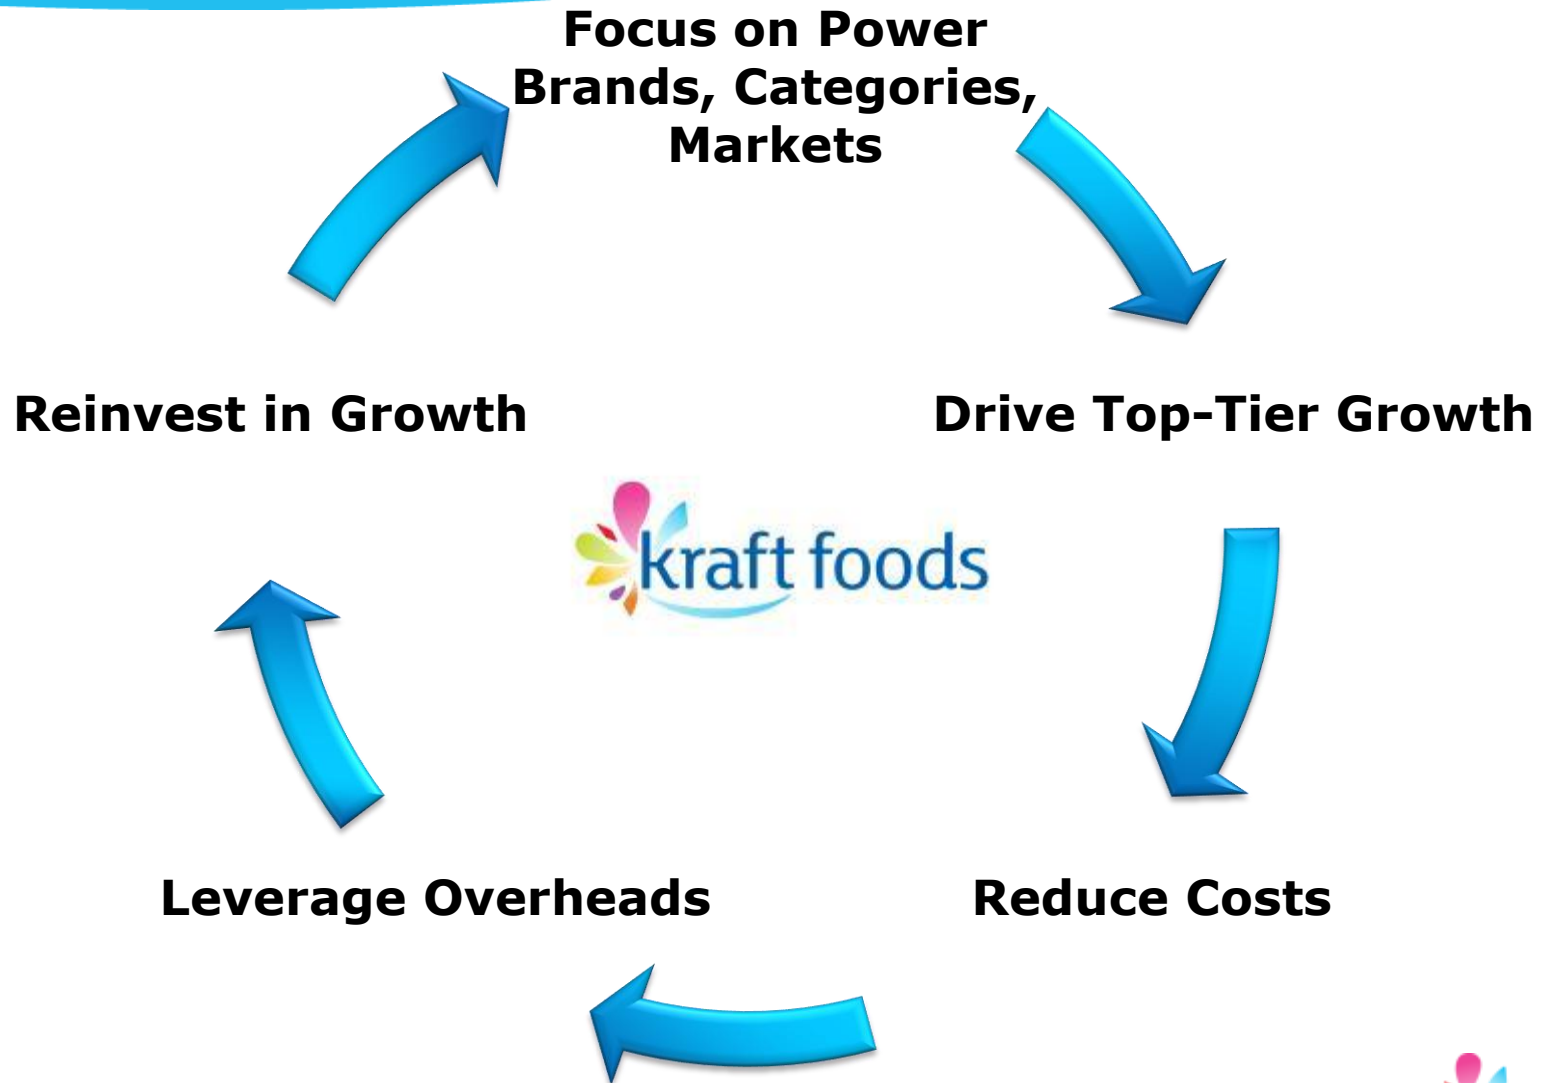 Focus on Power
Brands, Categories,
Markets
Reinvest in Growth
Drive Top-Tier Growth
kraft foods
Leverage Overheads
Reduce Costs